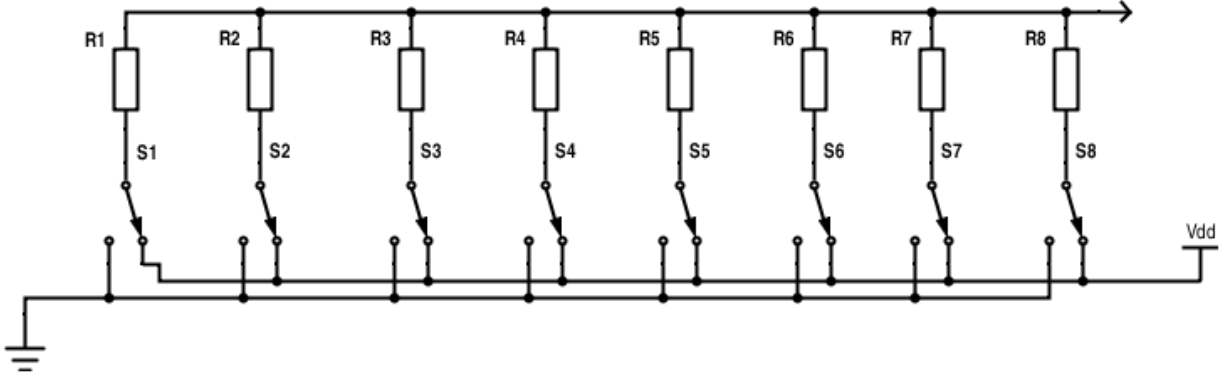 R1 R2 R3 R4 R5 R6 R7 R8
S1 S2 S3 S4 S5 S6 S7 S8
Vdd